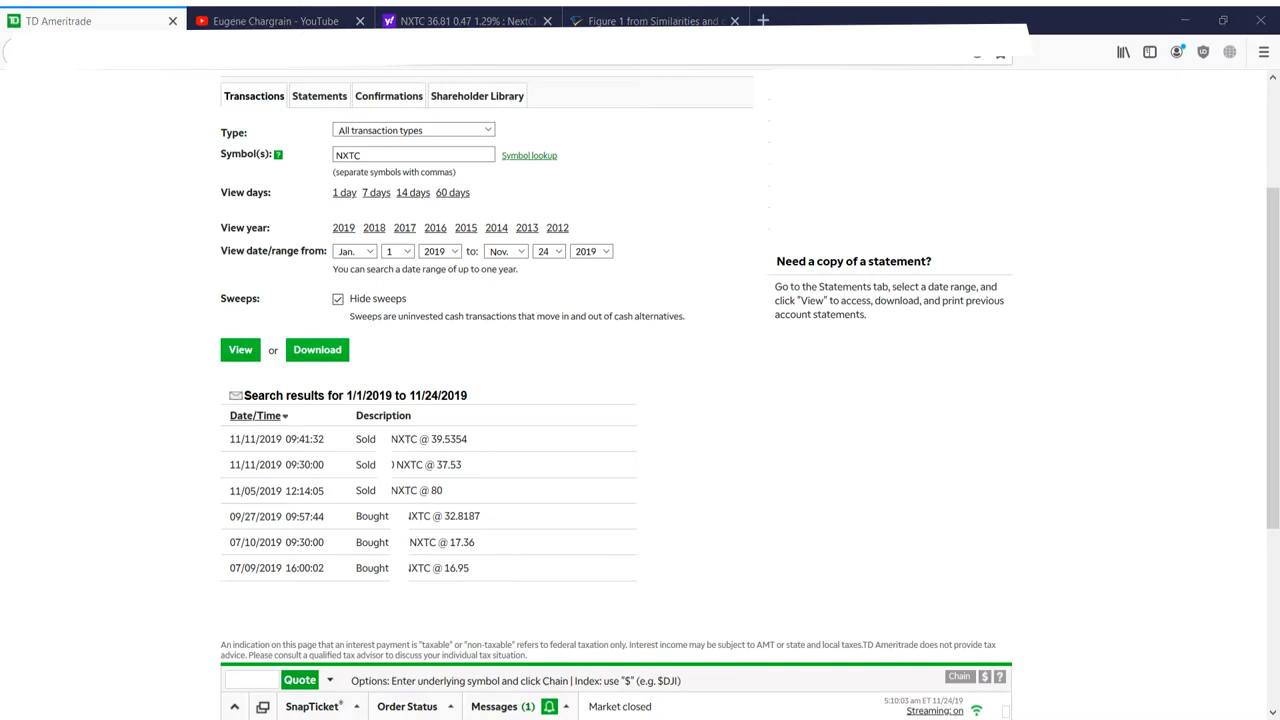 TD Ameritrade
Eugene Chargrain - YouTube
NXTC 36.81 0.47 1.29% : NextC
Figure 1 from Similarities and
Transactions Statements Confirmations Shareholder Library
Type: All transaction types
Symbol(s): ? NXTC Symbol lookup
(separate symbols with commas)
View days: 1 day 7 days 14 days 60 days
View year: 2019 2018 2017 2016 2015 2014 2013 2012
View date/range from: Jan. 1 2019 to: Nov. 24 2019
You can search a date range of up to one year.
Sweeps: Hide sweeps
Sweeps are uninvested cash transactions that move in and out of cash alternatives.
View or Download
Need a copy of a statement?
Go to the Statements tab, select a date range, and
click "View" to access, download, and print previous
account statements.
Search results for 1/1/2019 to 11/24/2019
Date/Time Description
11/11/2019 09:41:32 Sold NXTC @ 39.5354
11/11/2019 09:30:00 Sold NXTC @ 37.53
11/05/2019 12:14:05 Sold NXTC @ 80
09/27/2019 09:57:44 Bought NXTC @ 32.8187
07/10/2019 09:30:00 Bought NXTC @ 17.36
07/09/2019 16:00:02 Bought NXTC @ 16.95
An indication on this page that an interest payment is "taxable" or "non-taxable" refers to federal taxation only. Interest income may be subject to AMT or state and local taxes.TD Ameritrade does not provide tax
advice. Please consult a qualified tax advisor to discuss your individual tax situation.
Quote Options: Enter underlying symbol and click Chain | Index: use "$" (e.g. $DJI) Chain $ ?
SnapTicket® Order Status Messages (1) Market closed
5:10:03 am ET 11/24/19
Streaming: on